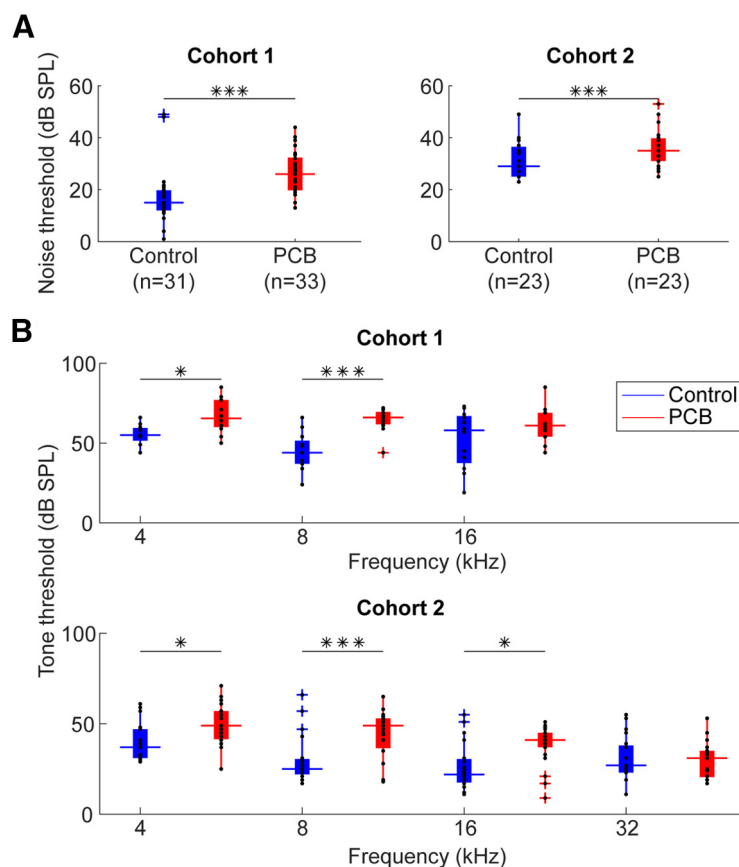 A
Cohort 1
Cohort 2
Noise threshold (dB SPL)
60
40
20
0
***
Control
(n=31)
PCB
(n=33)
60
40
20
0
***
Control
(n=23)
PCB
(n=23)
B
Cohort 1
Tone threshold (dB SPL)
100
50
0
*
***
Control
PCB
4
8
16
Frequency (kHz)
Cohort 2
100
50
0
*
***
*
4
8
16
32
Frequency (kHz)